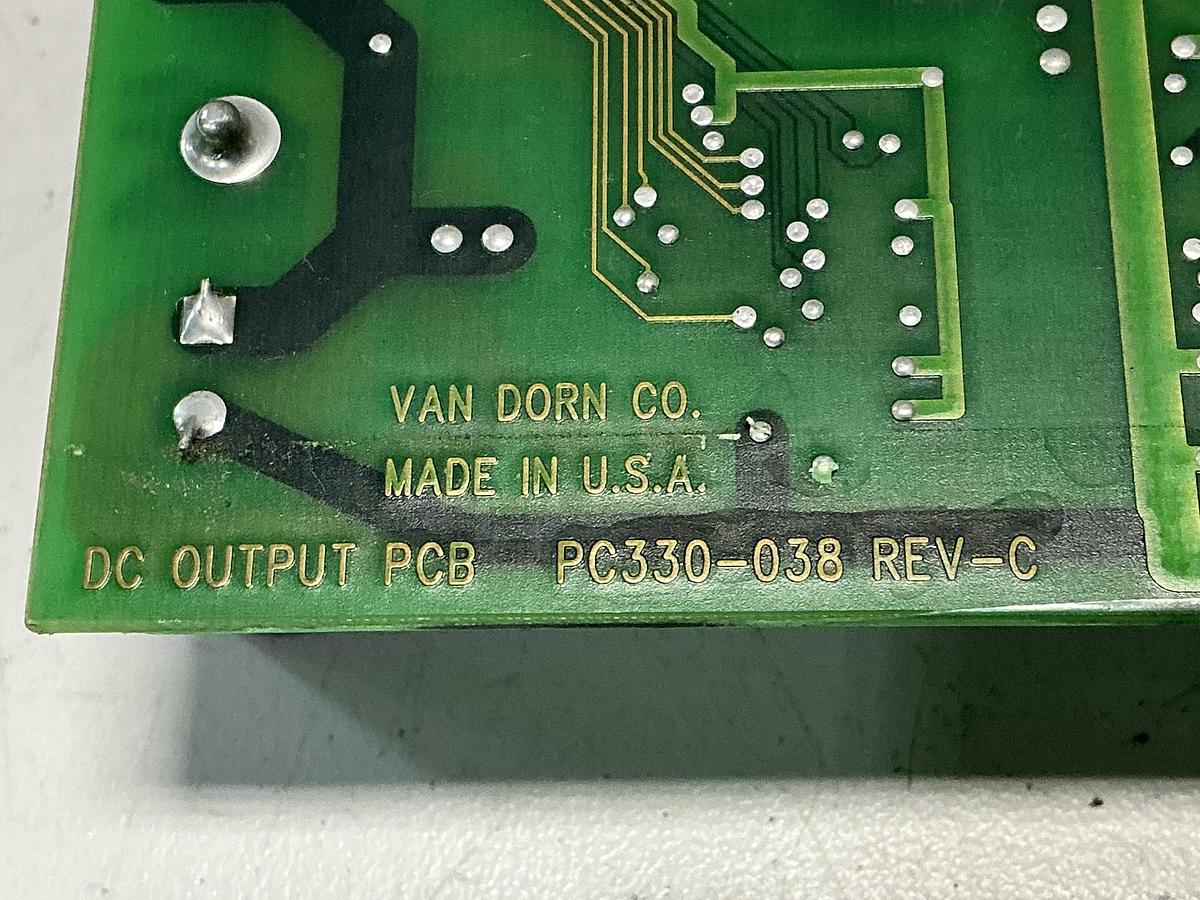 VAN DORN CO.
MADE IN U.S.A.
DC OUTPUT PCB PC330-038 REV-C